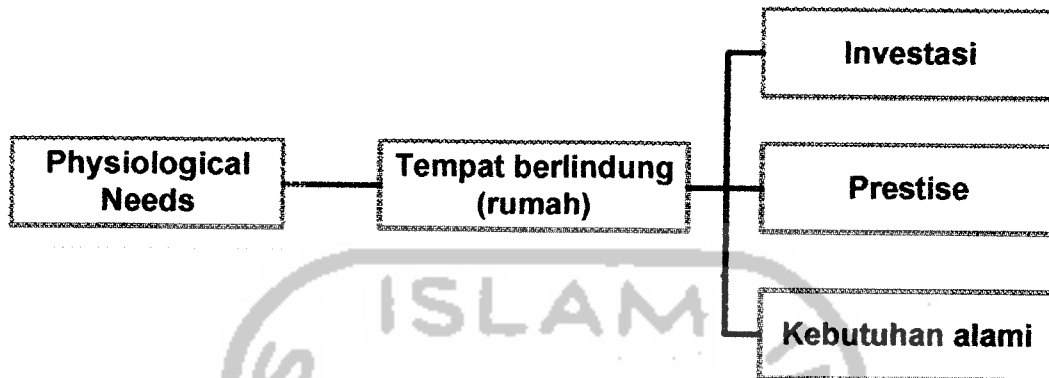 Investasi
Physiological
Needs
Tempat berlindung
(rumah)
Prestise
Kebutuhan alami
ISLAM